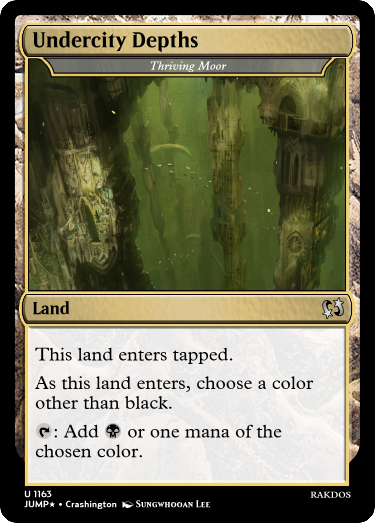 Undercity Depths
Thriving Moor
Land
This land enters tapped.
As this land enters, choose a color
other than black.
: Add or one mana of the
chosen color.
U 1163
JUMP★ • Crashington SUNGWHOOAN LEE
RAKDOS